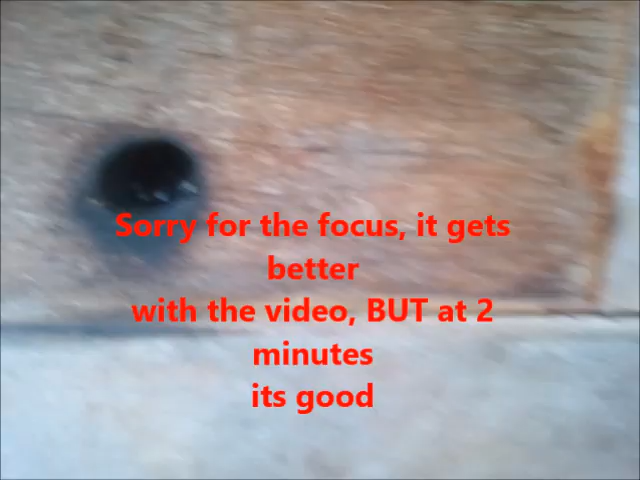 Sorry for the focus, it gets
better
with the video, BUT at 2
minutes
its good